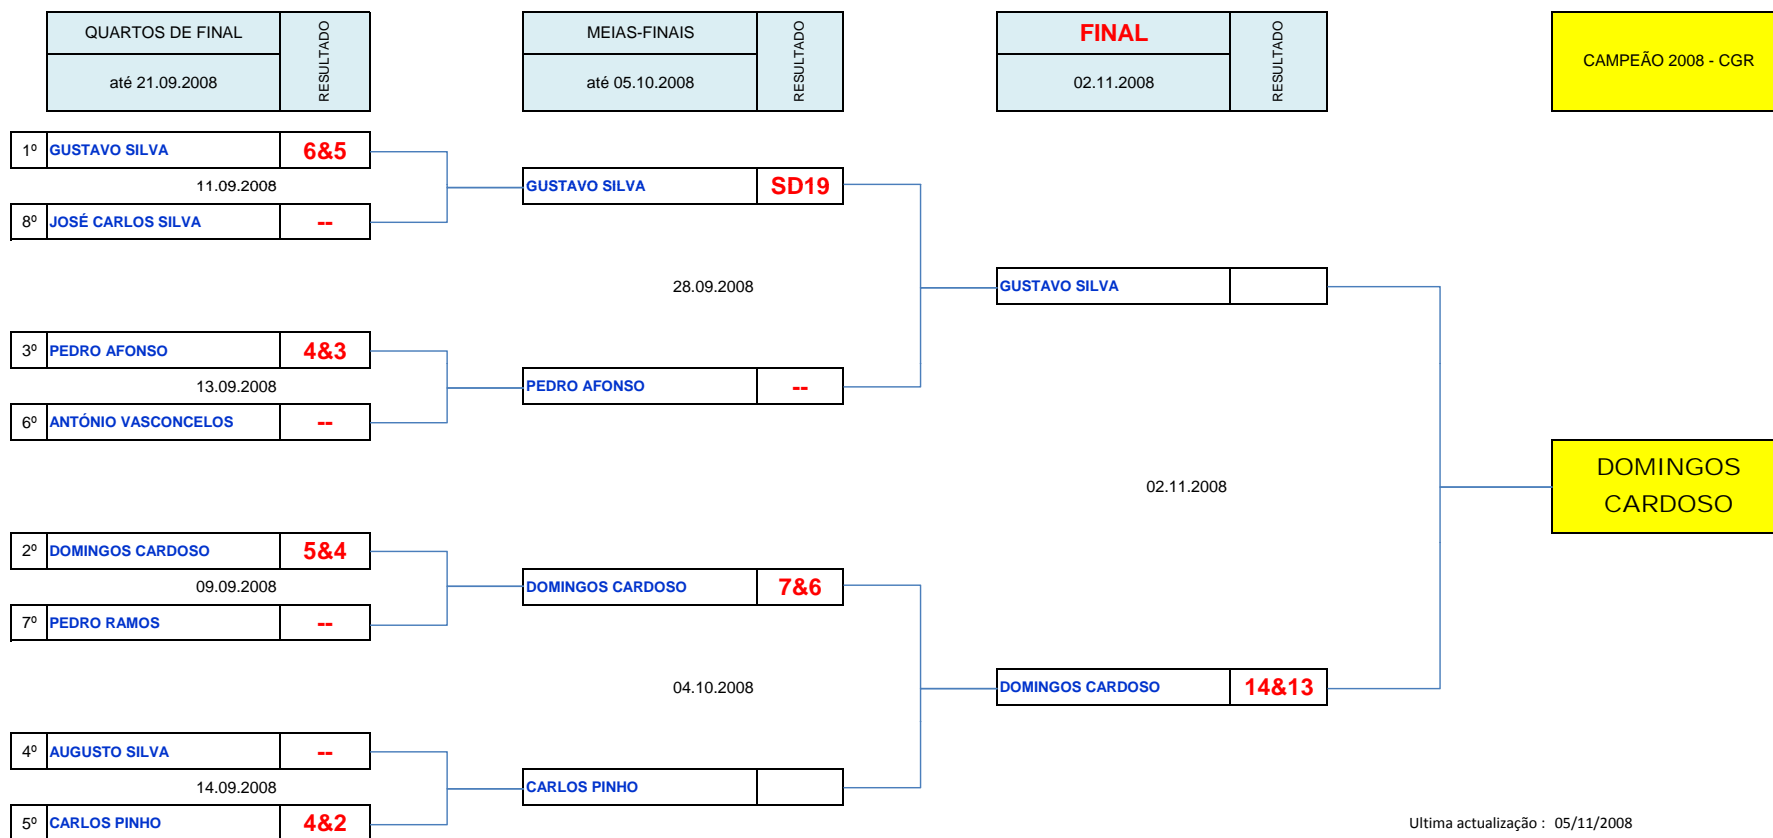 QUARTOS DE FINAL
RESULTADO
até 21.09.2008
MEIAS-FINAIS
RESULTADO
até 05.10.2008
FINAL
RESULTADO
02.11.2008
CAMPEÃO 2008 - CGR
1º GUSTAVO SILVA 6&5
11.09.2008
8º JOSÉ CARLOS SILVA --
GUSTAVO SILVA SD19
28.09.2008
GUSTAVO SILVA
3º PEDRO AFONSO 4&3
13.09.2008
6º ANTÓNIO VASCONCELOS --
PEDRO AFONSO --
02.11.2008
DOMINGOS
CARDOSO
2º DOMINGOS CARDOSO 5&4
09.09.2008
7º PEDRO RAMOS --
DOMINGOS CARDOSO 7&6
04.10.2008
DOMINGOS CARDOSO 14&13
4º AUGUSTO SILVA --
14.09.2008
5º CARLOS PINHO 4&2
CARLOS PINHO
Ultima actualização : 05/11/2008